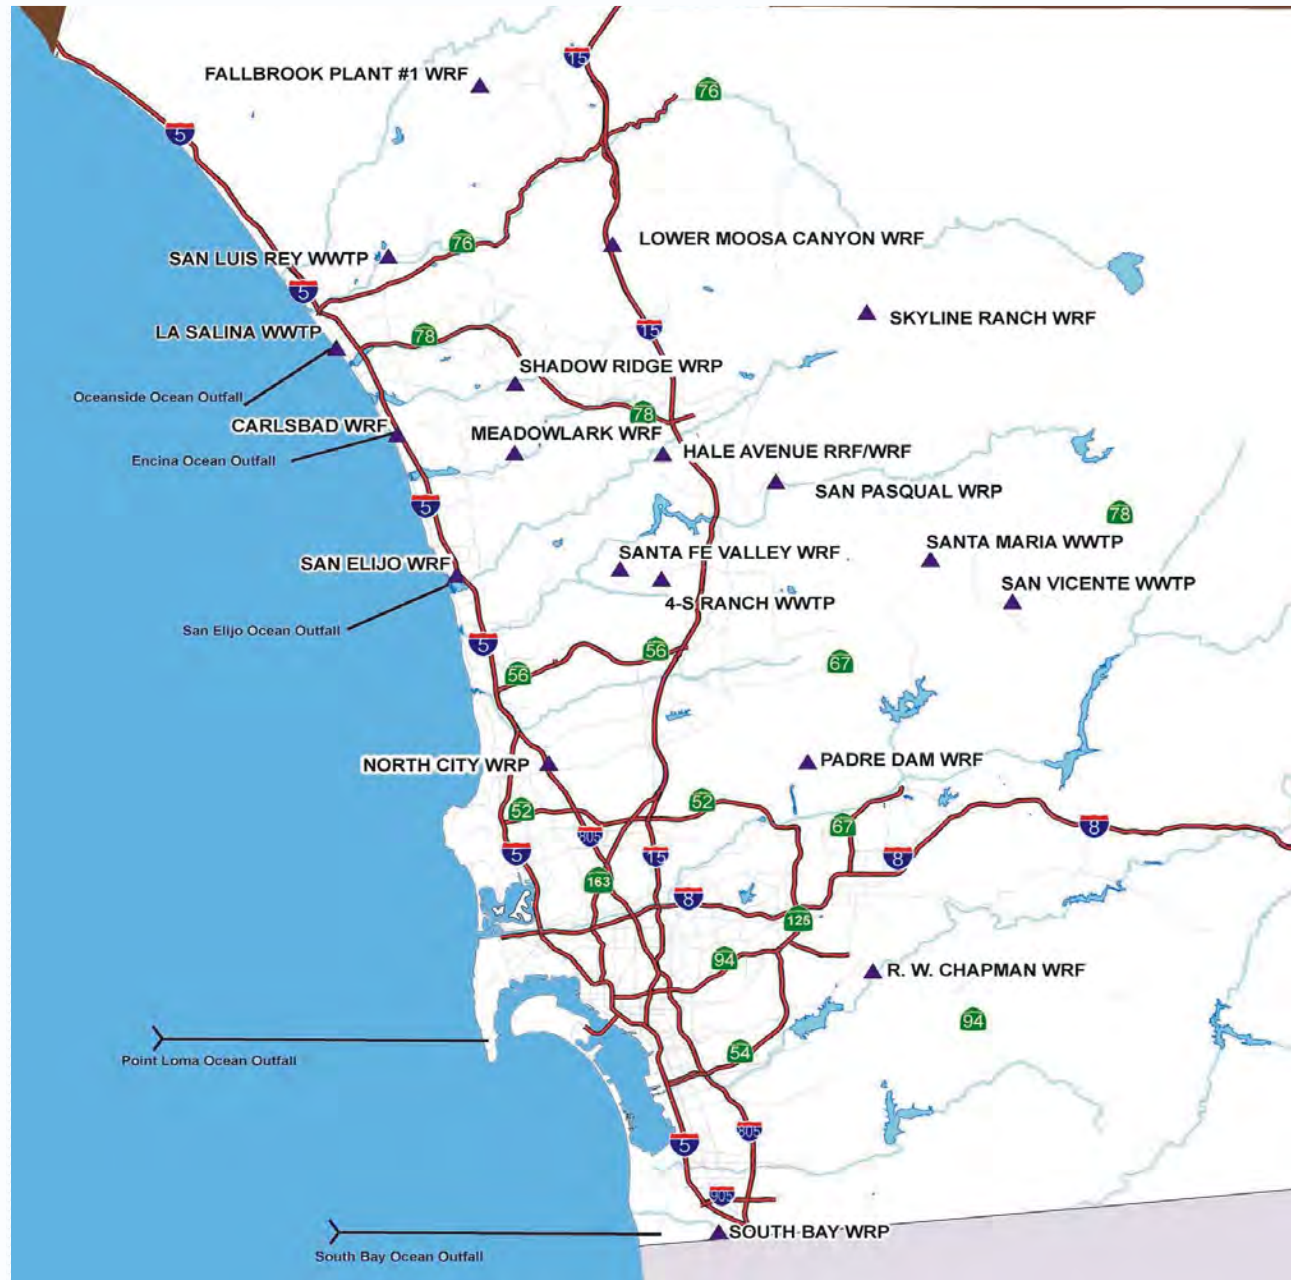 15
FALLBROOK PLANT #1 WRF
76
5
LOWER MOOSA CANYON WRF
76
SAN LUIS REY WWTP
5
SKYLINE RANCH WRF
15
LA SALINA WWTP
78
SHADOW RIDGE WRP
Oceanside Ocean Outfall
78
CARLSBAD WRF
MEADOWLARK WRF
HALE AVENUE RRF/WRF
Encina Ocean Outfall
SAN PASQUAL WRP
5
78
SANTA MARIA WWTP
SANTA FE VALLEY WRF
SAN ELIJO WRF
SAN VICENTE WWTP
4-S RANCH WWTP
San Elijo Ocean Outfall
5
56
67
56
PADRE DAM WRF
NORTH CITY WRP
52
52
67
8
805
5
15
8
163
8
125
94
R. W. CHAPMAN WRF
94
54
Point Loma Ocean Outfall
805
5
905
SOUTH BAY WRP
South Bay Ocean Outfall